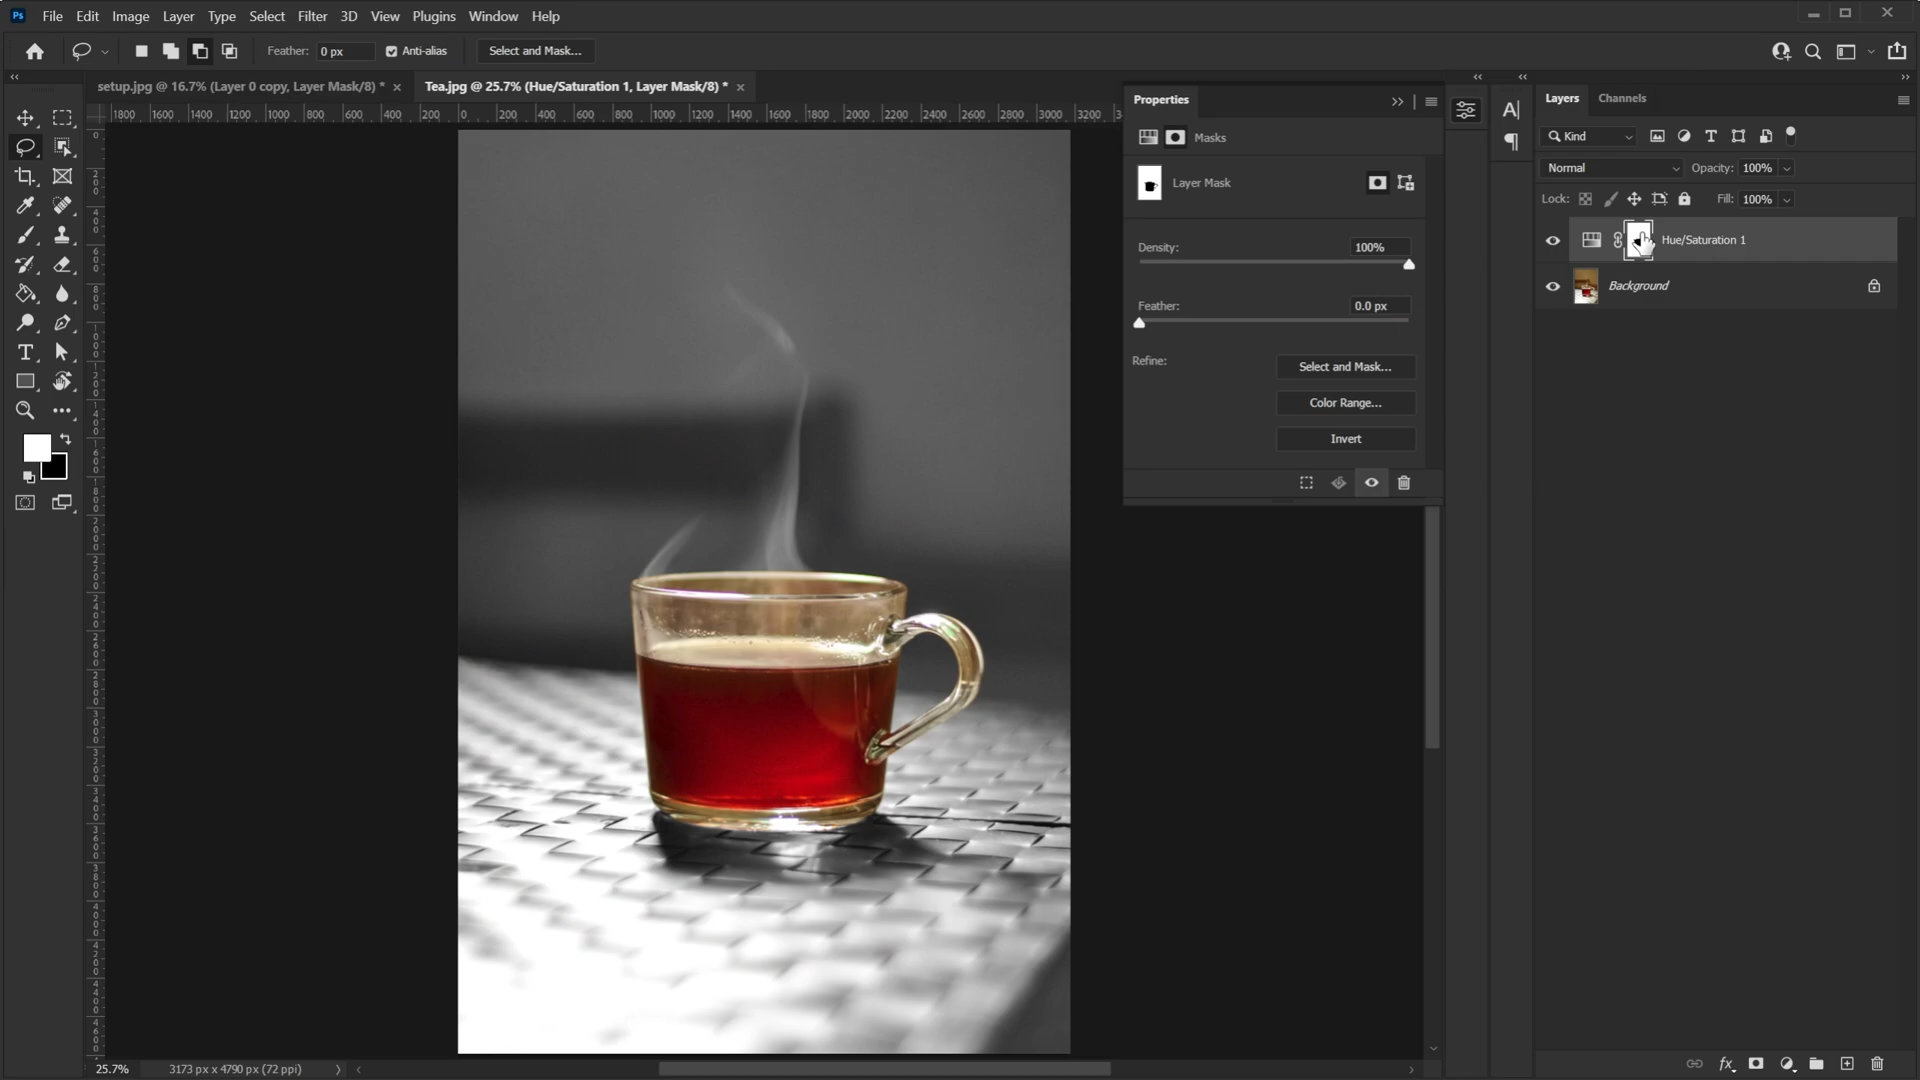 Ps File Edit Image Layer Type Select Filter 3D View Plugins Window Help
Feather: 0 px Anti-alias Select and Mask...
setup.jpg @ 16.7% (Layer 0 copy, Layer Mask/8) * × Tea.jpg @ 25.7% (Hue/Saturation 1, Layer Mask/8) * ×
1800 1600 1400 1200 1000 800 600 400 200 0 200 400 600 800 1000 1200 1400 1600 1800 2000 2200 2400 2600 2800 3000 3200
Properties
Masks
Layer Mask
Density: 100%
Feather: 0.0 px
Refine:
Select and Mask...
Color Range...
Invert
Layers Channels
Kind
Normal Opacity: 100%
Lock: Fill: 100%
Hue/Saturation 1
Background
fx
25.7% 3173 px x 4790 px (72 ppi)